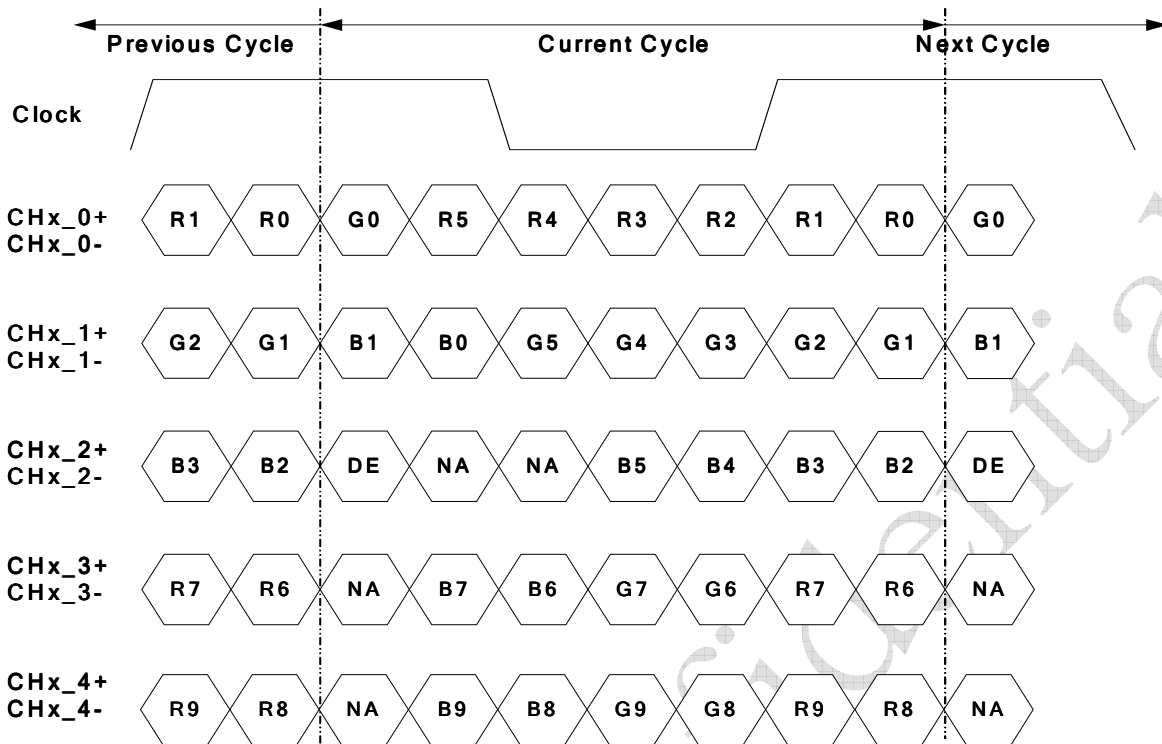 Previous Cycle Current Cycle Next Cycle
Clock
CHx_0+
CHx_0-
R1 R0 G0 R5 R4 R3 R2 R1 R0 G0
CHx_1+
CHx_1-
G2 G1 B1 B0 G5 G4 G3 G2 G1 B1
CHx_2+
CHx_2-
B3 B2 DE NA NA B5 B4 B3 B2 DE
CHx_3+
CHx_3-
R7 R6 NA B7 B6 G7 G6 R7 R6 NA
CHx_4+
CHx_4-
R9 R8 NA B9 B8 G9 G8 R9 R8 NA